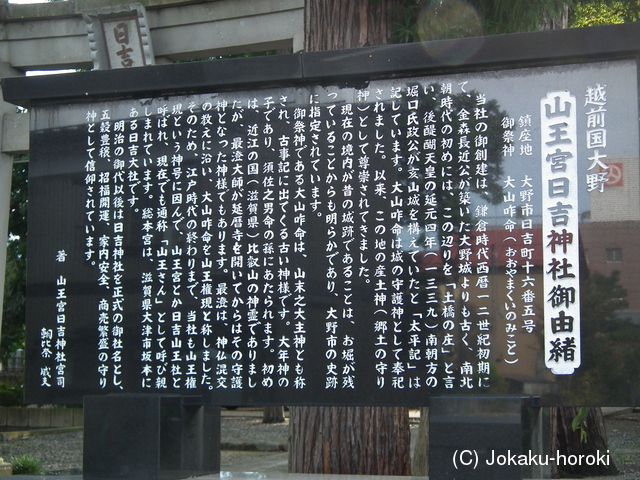 日吉
越前国大野
山王宮日吉神社御由緒
鎮座地　大野市日吉町十六番五号
御祭神　大山咋命（おおやまくいのみこと）
当社の御創建は、鎌倉時代西暦一二世紀初期に
て、金森長近公が築いた大野城よりも古く、南北
朝時代の初めには、この辺りを「土橋の庄」と言
い、後醍醐天皇の延元四年（一三三九）南朝方の
堀口氏政公が亥山城を構えていたと「太平記」は
記しています。大山咋命は城の守護神として奉祀
されました。以来、この地の産土神（郷土の守り
神）として尊崇されてきました。
現在の境内が昔の城跡であることは、お堀が残
っていることからも明らかであり、大野市の史跡
に指定されています。
御祭神である大山咋命は、山末之大主神とも称
され、古事記に出てくる古い神様です。大年神の
子であり、須佐之男命の孫にあたられます。初め
は、近江の国（滋賀県）比叡山の神霊でありまし
たが、最澄大師が延暦寺を開いてからはその守護
神となった神様でもあります。最澄は、神仏混交
の教えに沿い、大山咋命を山王権現と称しました。
そのため、江戸時代の終わりまで、当社も山王権
現という神号に因んで、山王宮とか日吉山王社と
呼ばれ、現在でも通称「山王さん」として呼び親
しまれています。総本宮は、滋賀県大津市坂本に
ある日吉大社です。
明治の御代以後は日吉神社を正式の御社名とし、
五穀豊穣、招福開運、家内安全、商売繁盛の守り
神として信仰されています。
著　山王宮日吉神社宮司
(C) Jokaku-horoki